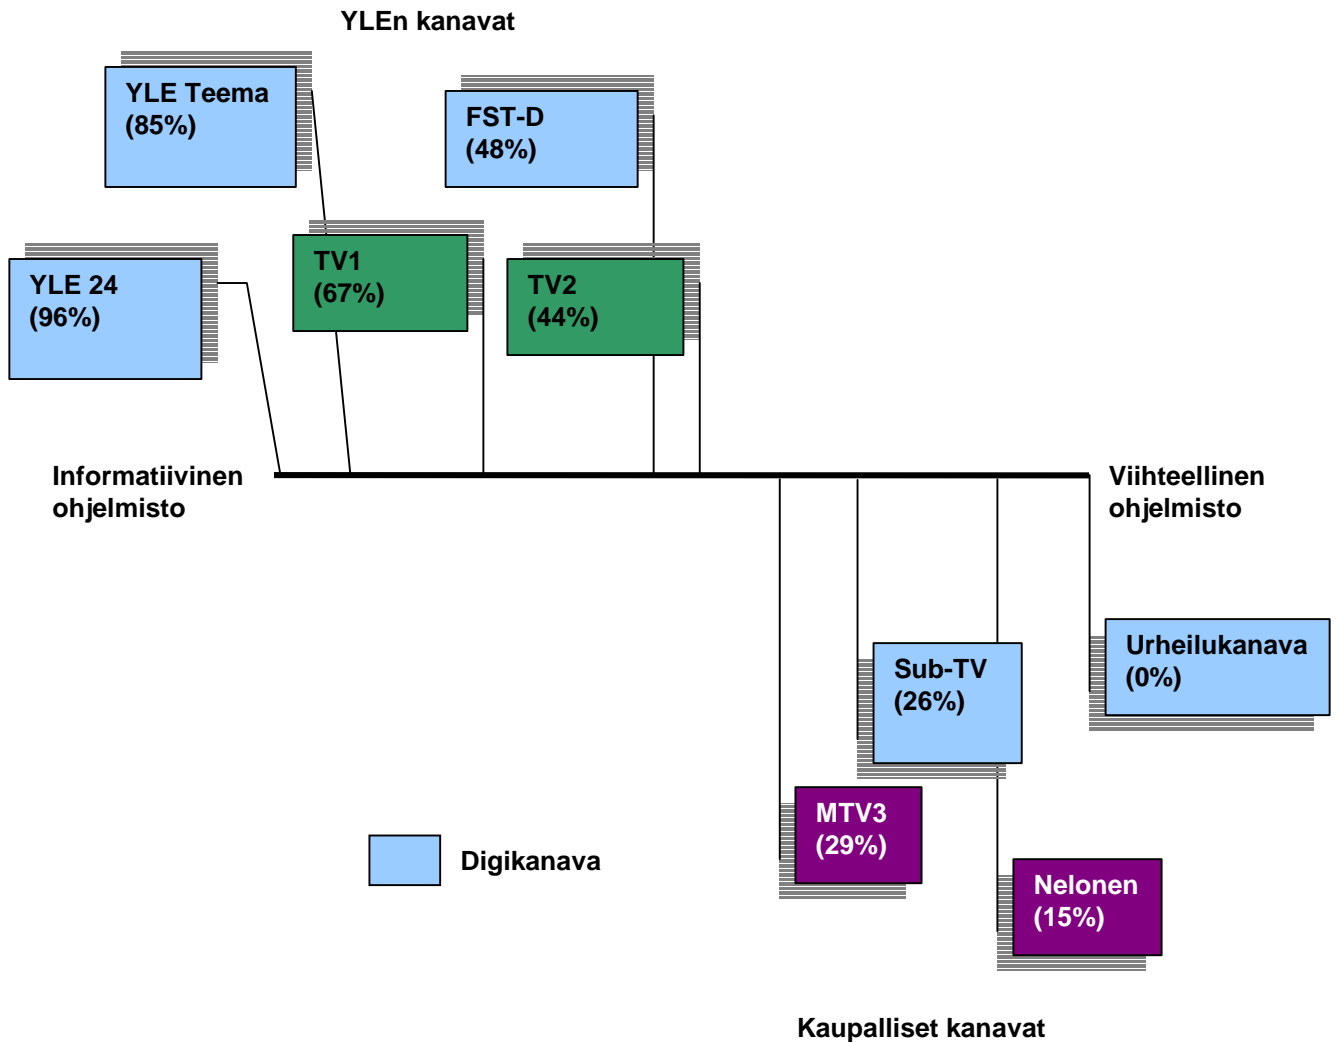 YLEn kanavat
YLE Teema
(85%)
FST-D
(48%)
TV1
(67%)
TV2
(44%)
YLE 24
(96%)
Informatiivinen
ohjelmisto
Viihteellinen
ohjelmisto
Urheilukanava
(0%)
Sub-TV
(26%)
MTV3
(29%)
Nelonen
(15%)
Digikanava
Kaupalliset kanavat